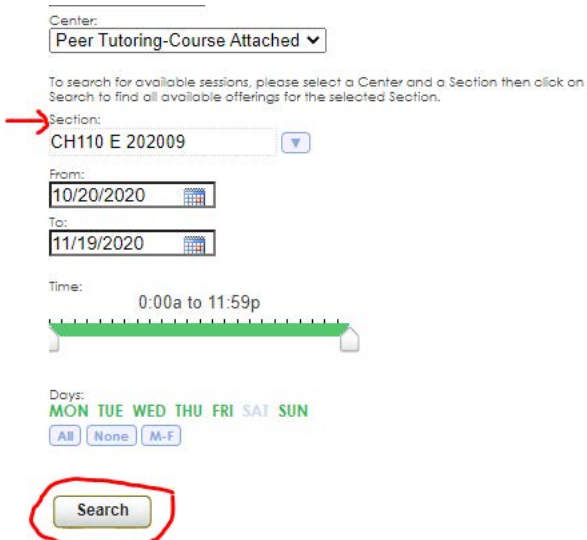 Center:
Peer Tutoring-Course Attached
To search for available sessions, please select a Center and a Section then click on
Search to find all available offerings for the selected Section.
Section:
CH110 E 202009
From:
10/20/2020
To:
11/19/2020
Time:
0:00a to 11:59p
Days:
MON TUE WED THU FRI SAT SUN
All None M-F
Search